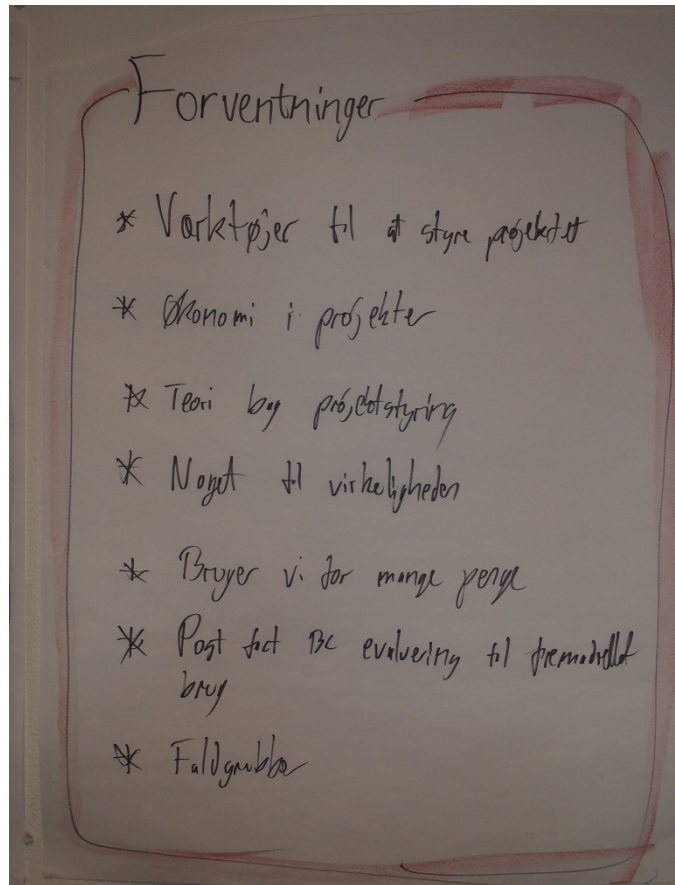 Forventninger
* Værktøjer til at styre projektet
* Økonomi i projekter
* Teori bag projektstyring
* Noget til virkeligheden
* Bruger vi for mange penge
* Post fact BC evaluering til fremadrettet
brug
* Faldgrubber